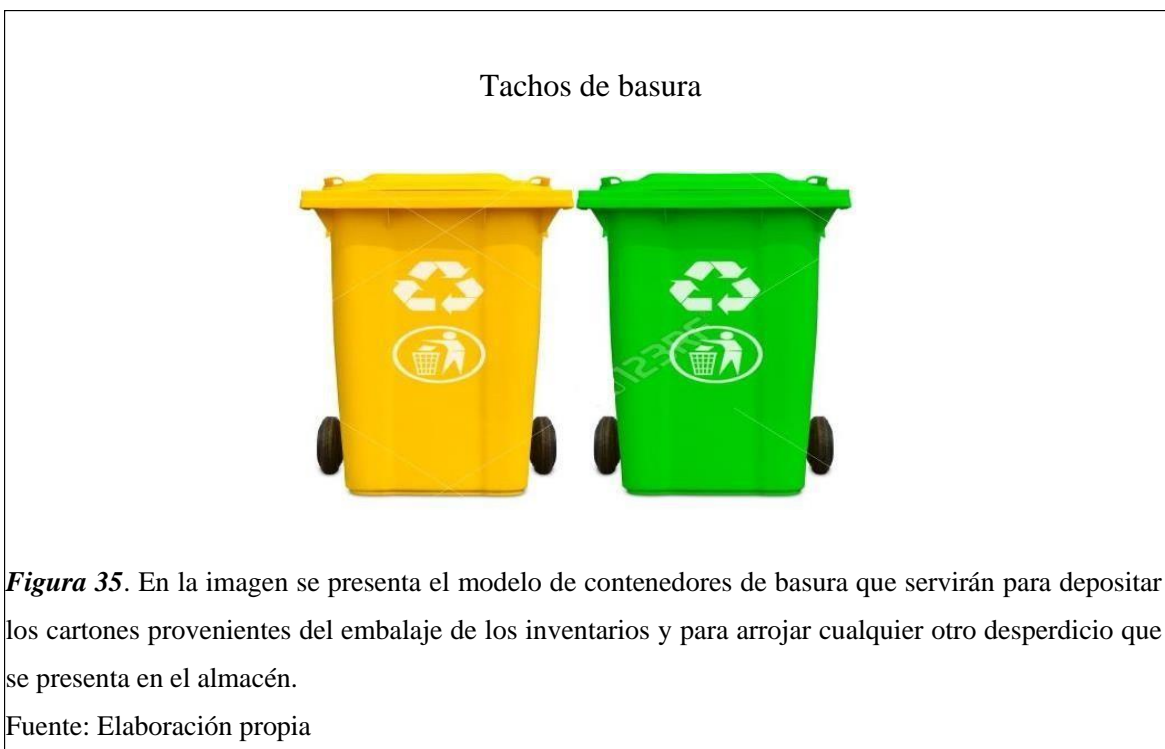 Tachos de basura
123RF
Figura 35. En la imagen se presenta el modelo de contenedores de basura que servirán para depositar
los cartones provenientes del embalaje de los inventarios y para arrojar cualquier otro desperdicio que
se presenta en el almacén.
Fuente: Elaboración propia